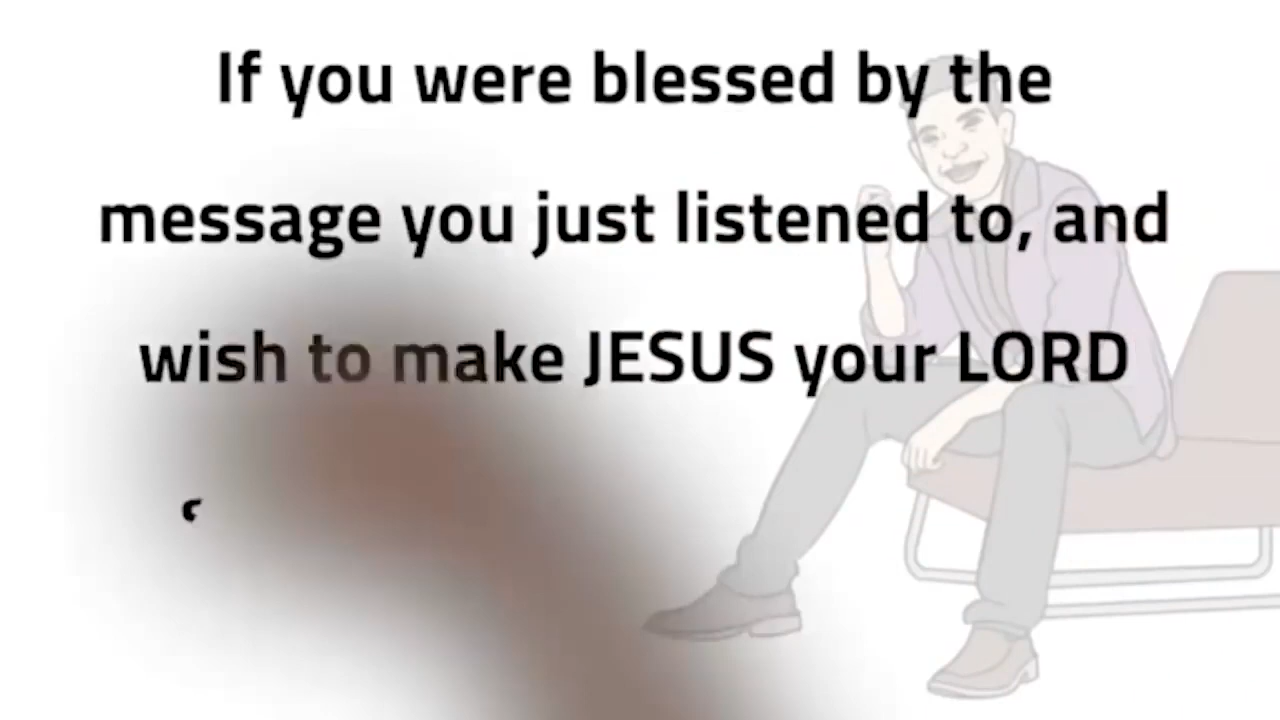 If you were blessed by the
message you just listened to, and
wish to make JESUS your LORD